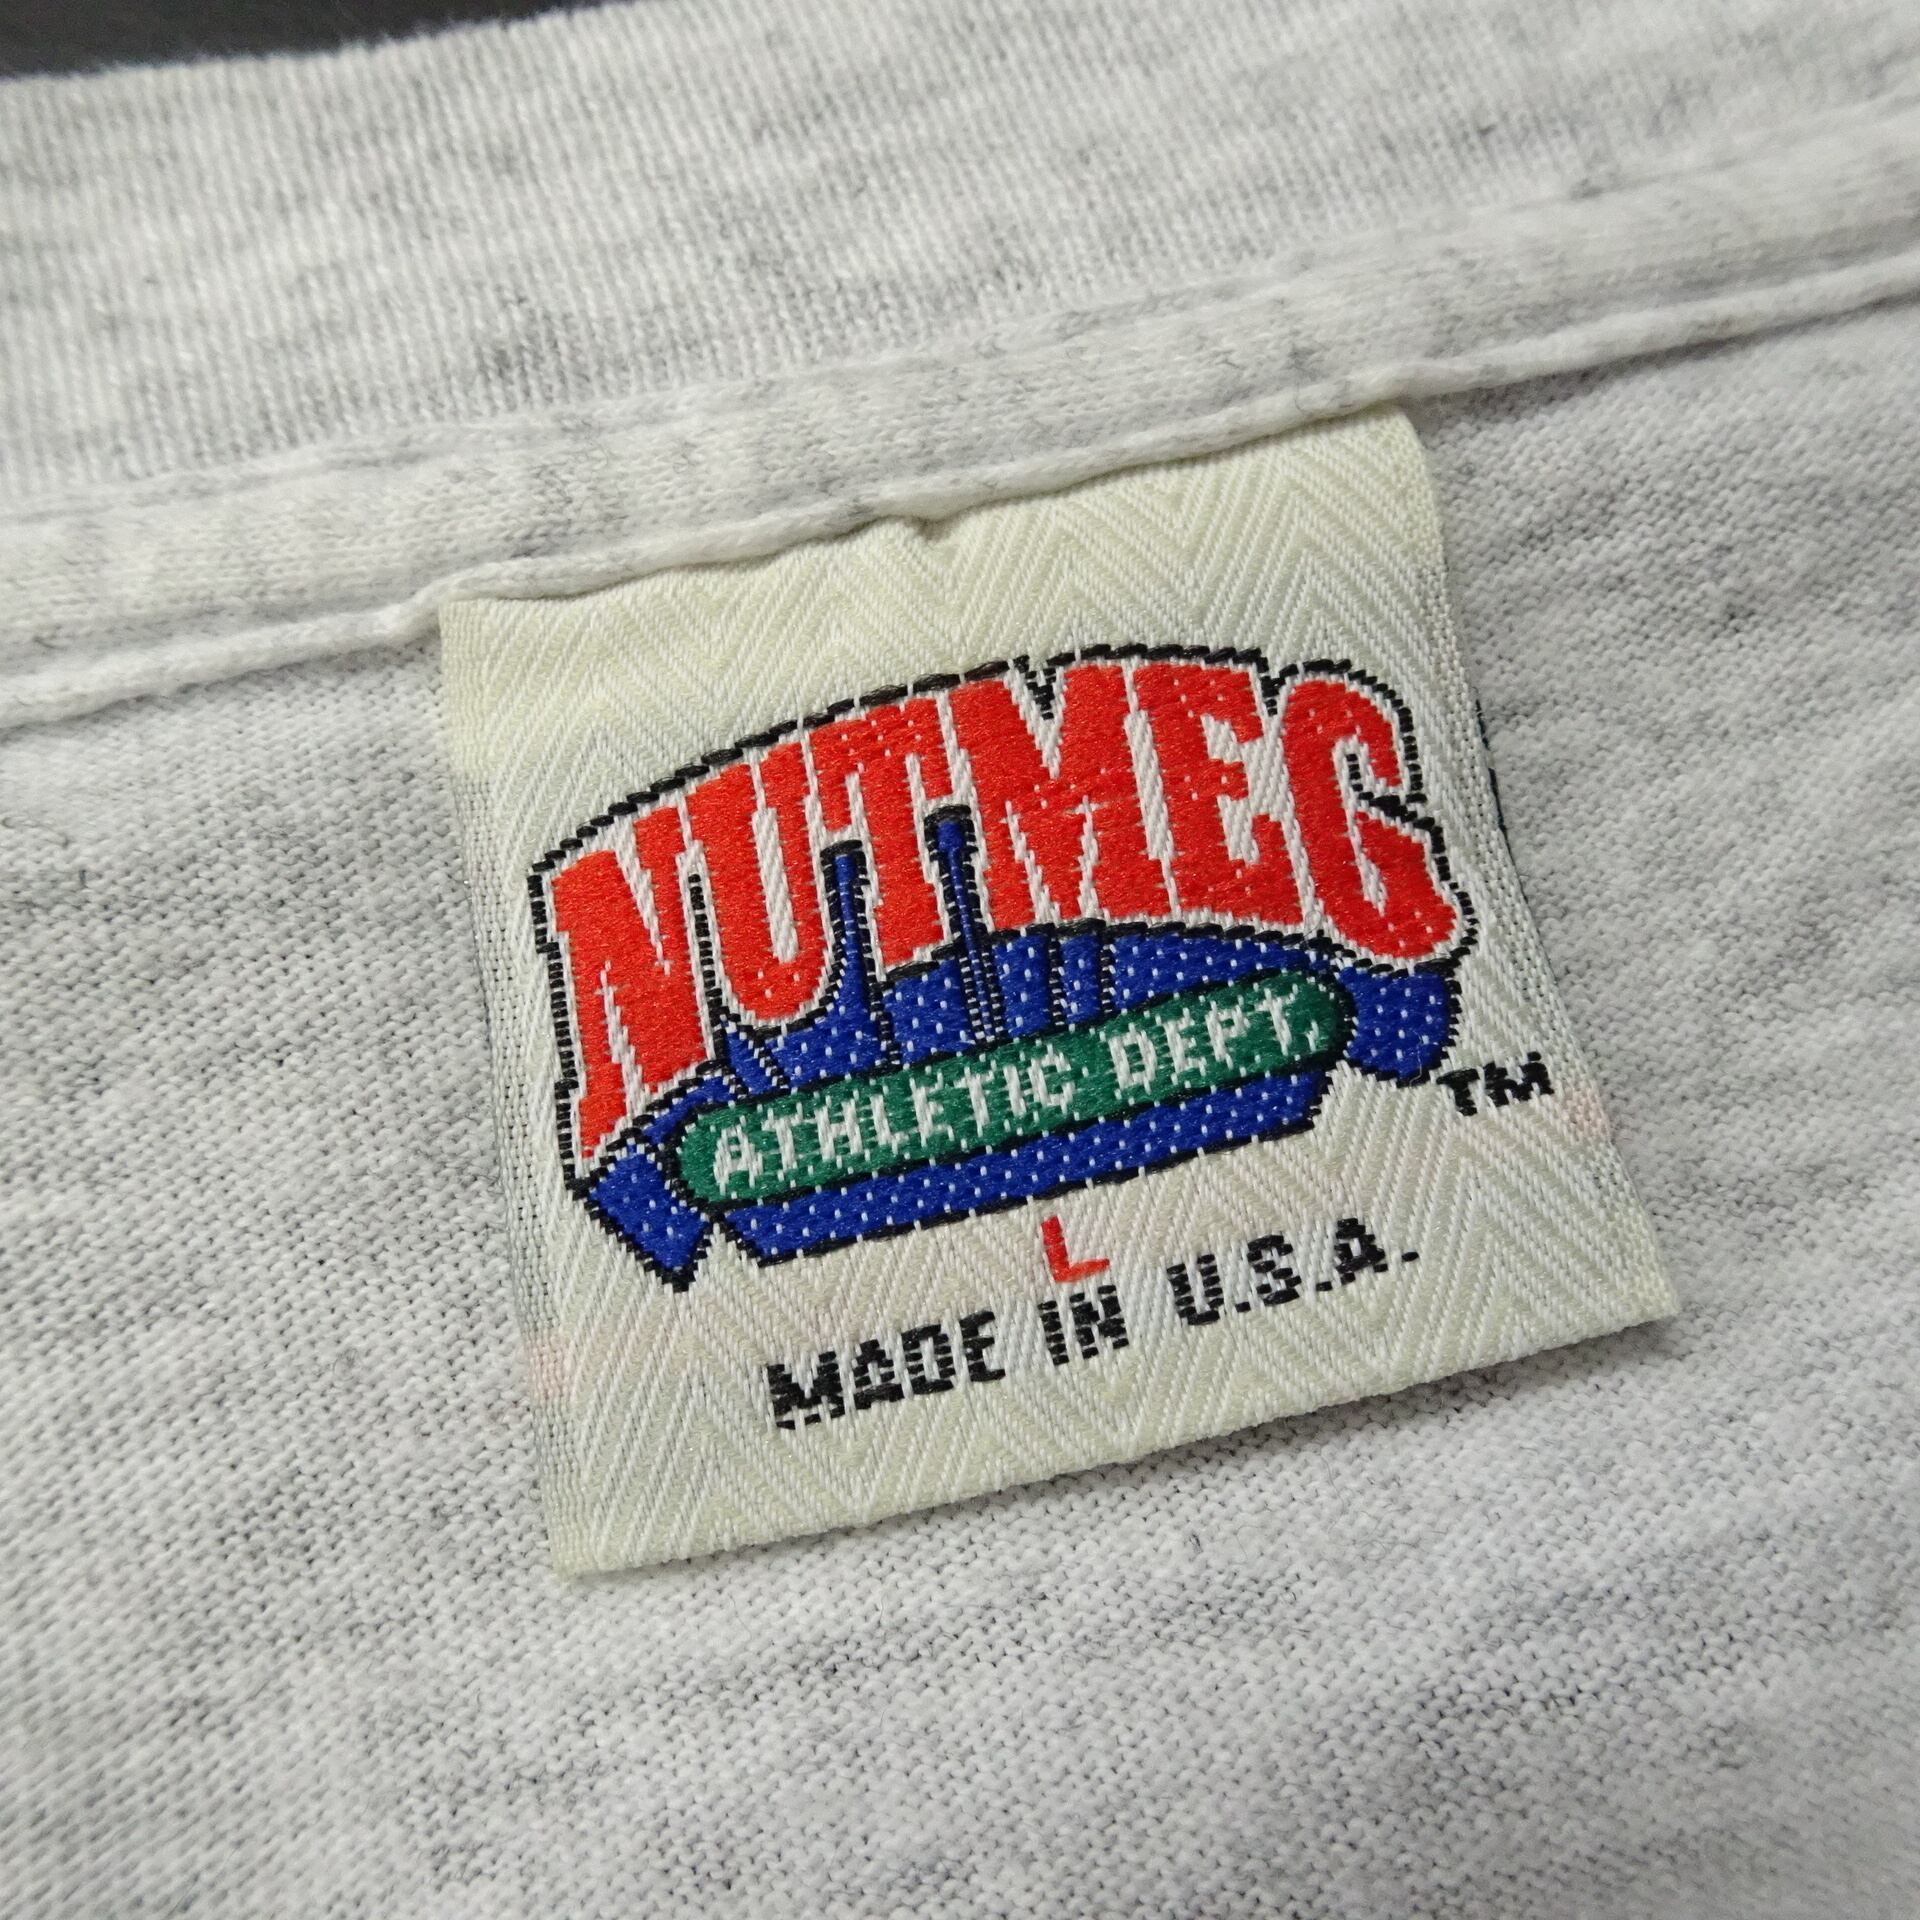 NUTMEG
ATHLETIC DEPT.
TM
L
MADE IN U.S.A.